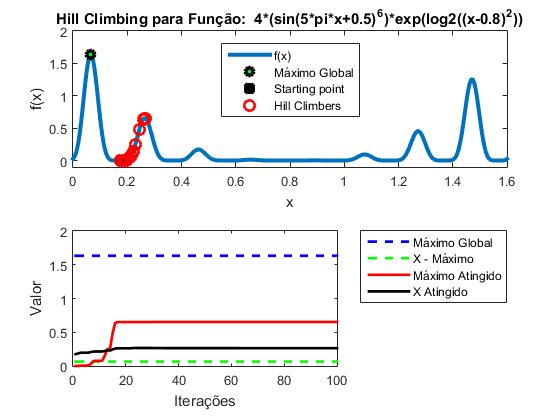 Hill Climbing para Função:  4*(sin(5*pi*x+0.5)^6)*exp(log2((x-0.8)^2))
f(x)
2
1.5
1
0.5
0
0 0.2 0.4 0.6 0.8 1 1.2 1.4 1.6
x
f(x)
Máximo Global
Starting point
Hill Climbers
Valor
2
1.5
1
0.5
0
0 20 40 60 80 100
Iterações
Máximo Global
X - Máximo
Máximo Atingido
X Atingido